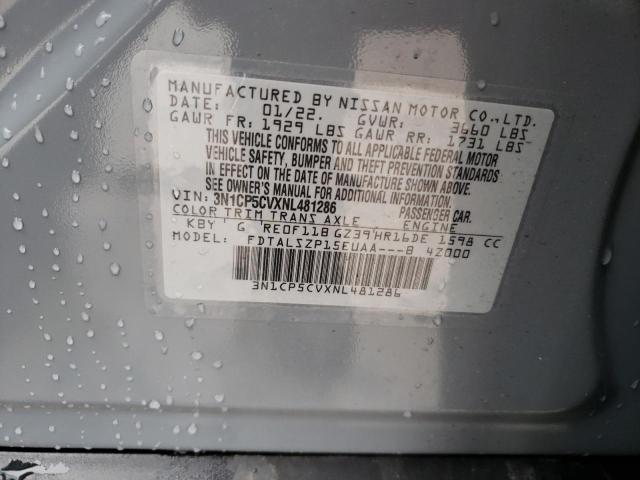 MANUFACTURED BY NISSAN MOTOR CO.,LTD.
DATE: 01/22. GVWR: 3660 LBS
GAWR FR: 1929 LBS GAWR RR: 1731 LBS
THIS VEHICLE CONFORMS TO ALL APPLICABLE FEDERAL MOTOR
VEHICLE SAFETY, BUMPER AND THEFT PREVENTION STANDARDS
IN EFFECT ON THE DATE OF MANUFACTURE SHOWN ABOVE.
SEE OWNER'S MANUAL FOR ADDITIONAL INFORMATION.
VIN: 3N1CP5CVXNL481286 PASSENGER CAR.
COLOR TRIM TRANS AXLE ENGINE
KBY G RE0F11B GZ39 HR16DE 1598 CC
FDTALSZP15EUAA---B 42000
3N1CP5CVXNL481286